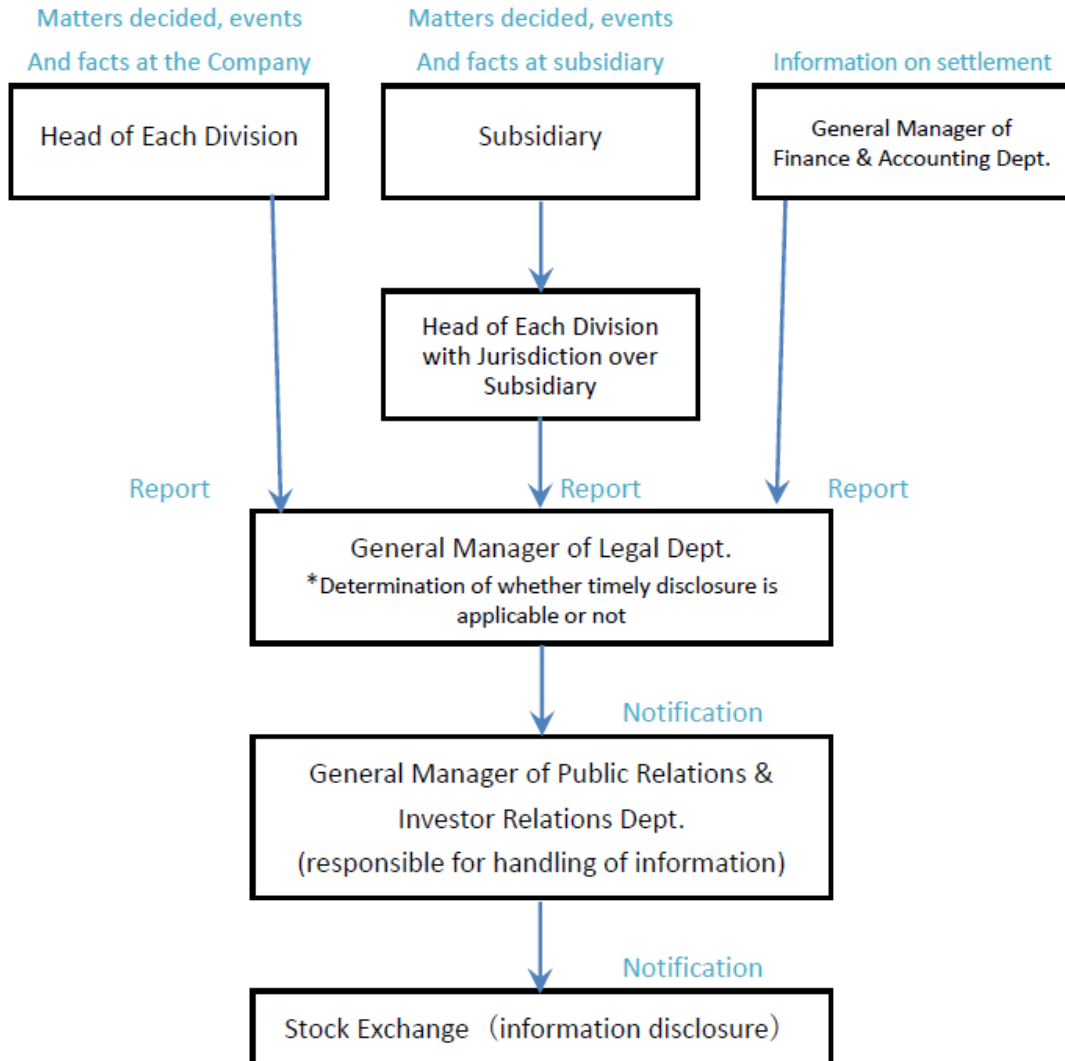 Matters decided, events
And facts at the Company
Matters decided, events
And facts at subsidiary
Information on settlement
Head of Each Division
Subsidiary
General Manager of
Finance & Accounting Dept.
Head of Each Division
with Jurisdiction over
Subsidiary
Report
Report
Report
General Manager of Legal Dept.
*Determination of whether timely disclosure is
applicable or not
Notification
General Manager of Public Relations &
Investor Relations Dept.
(responsible for handling of information)
Notification
Stock Exchange（information disclosure）